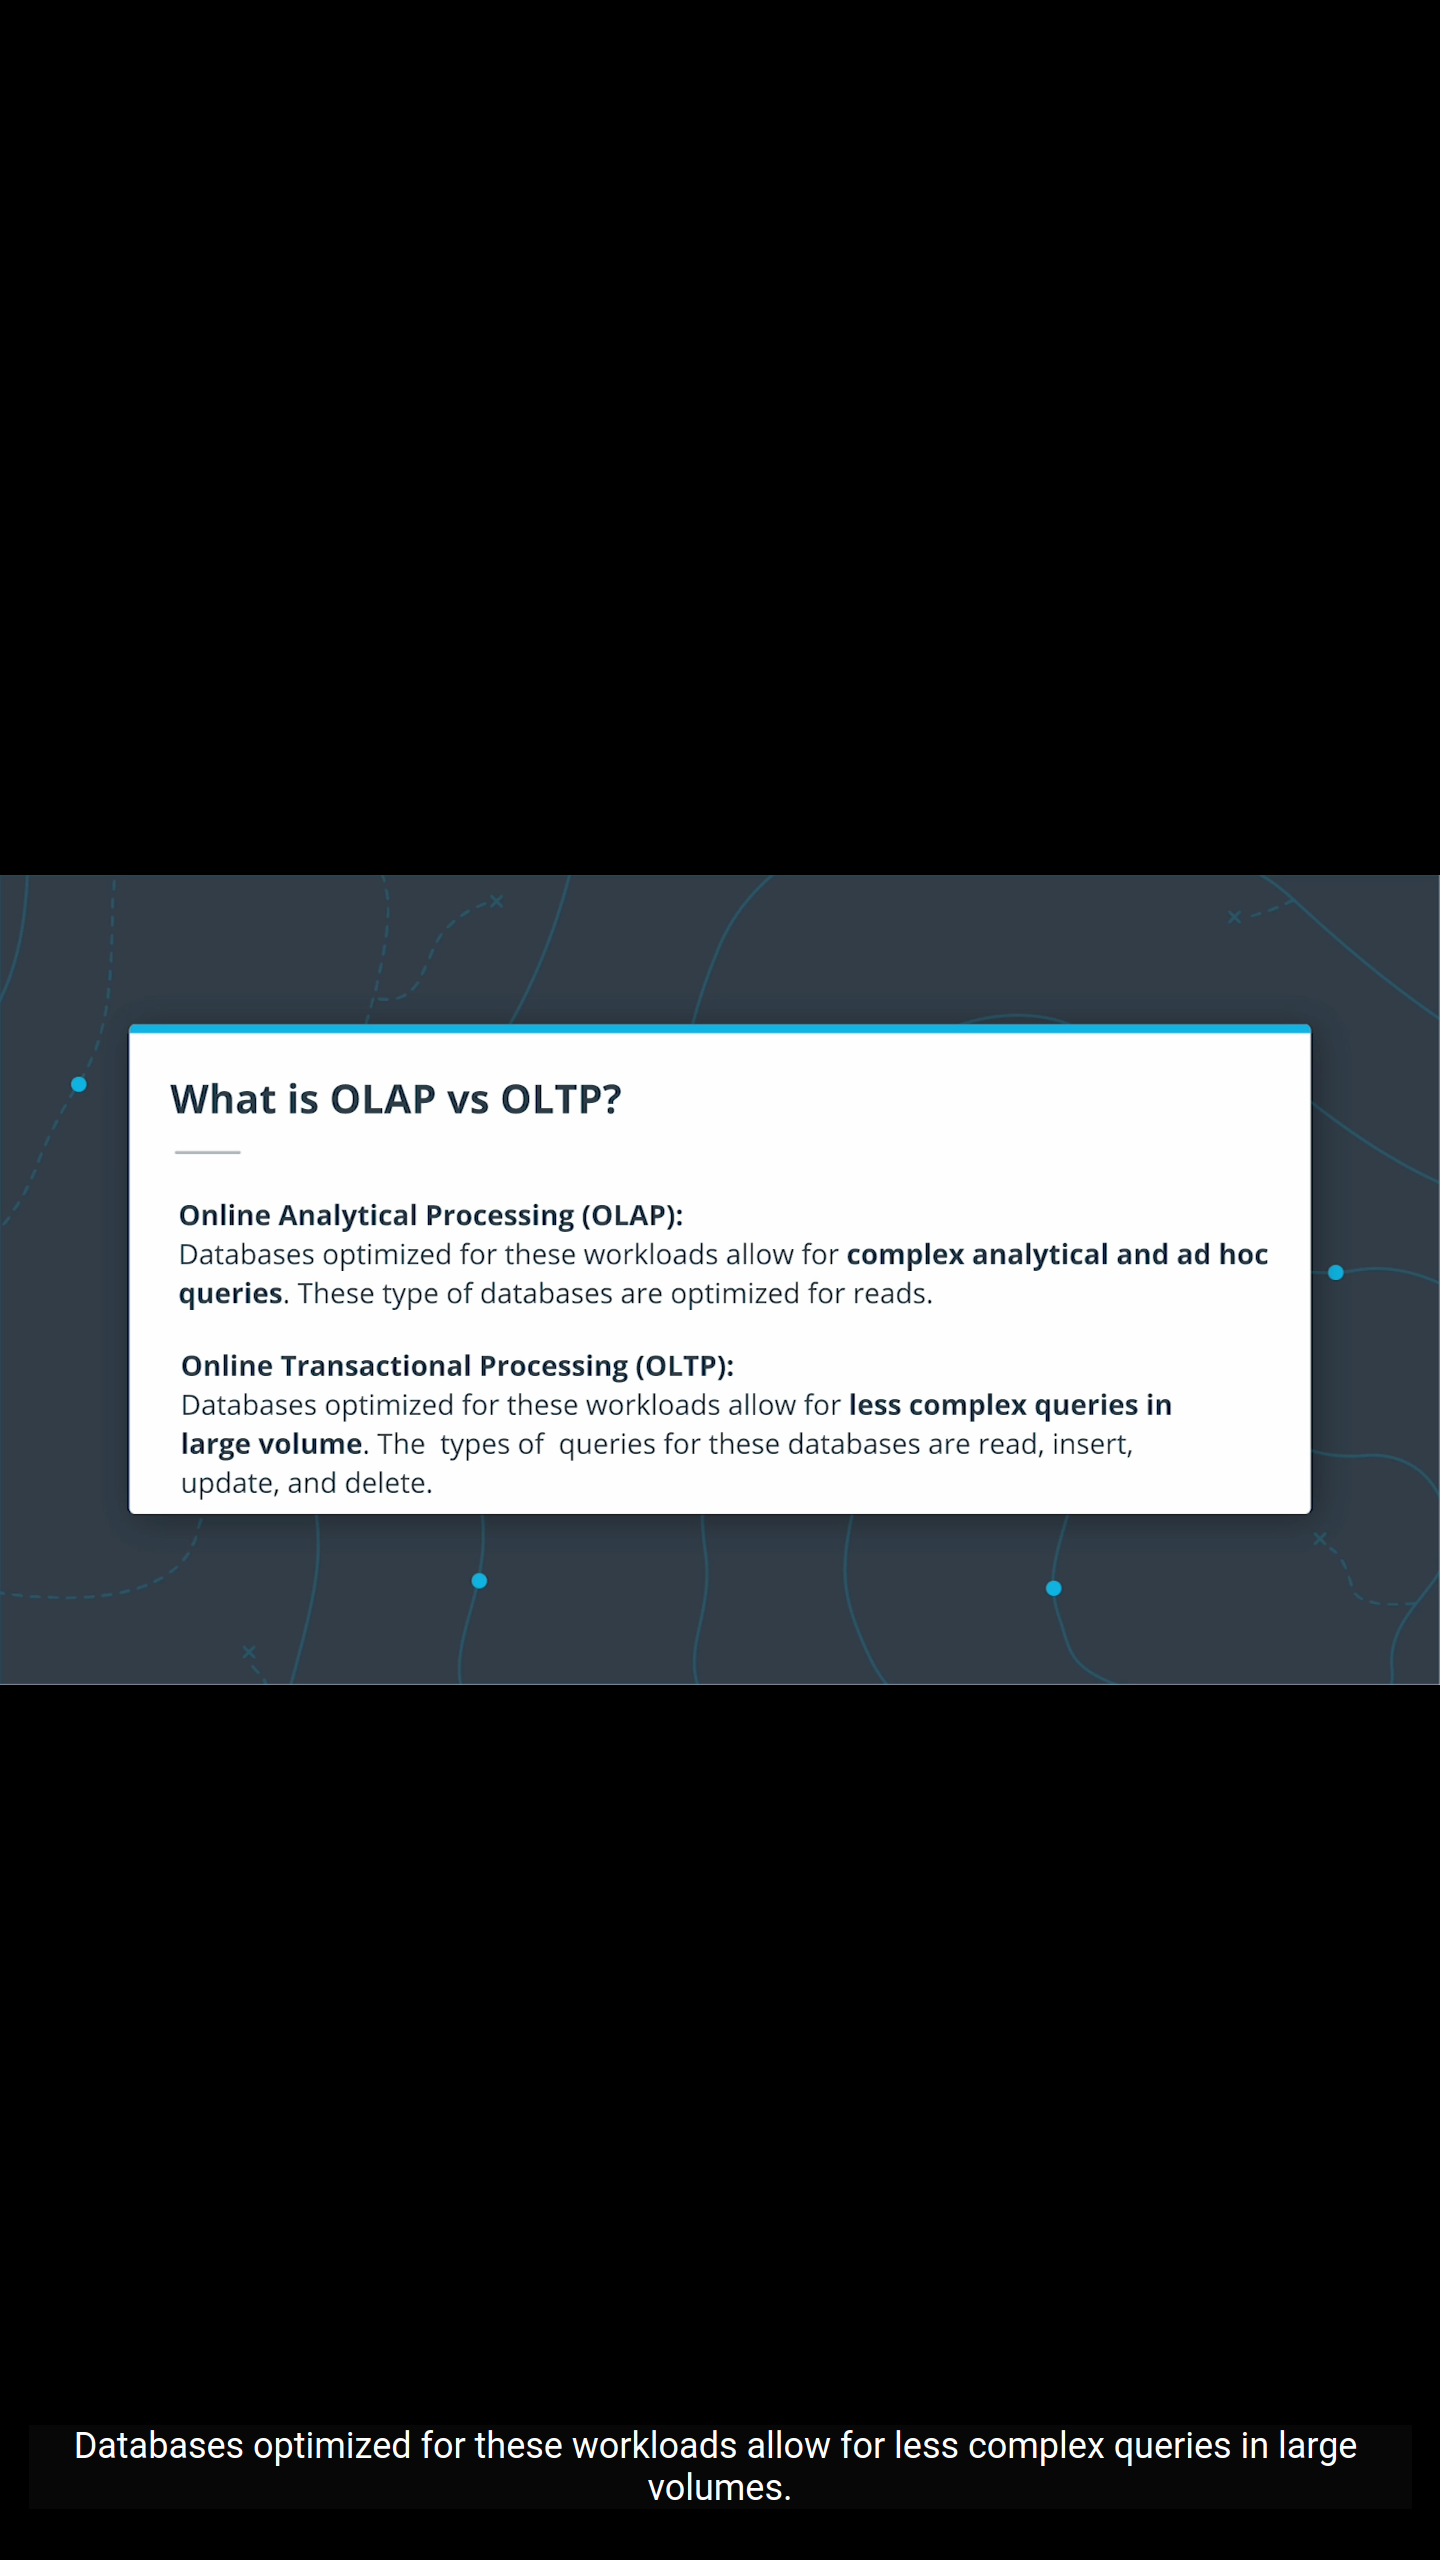 What is OLAP vs OLTP?
Online Analytical Processing (OLAP):
Databases optimized for these workloads allow for complex analytical and ad hoc
queries. These type of databases are optimized for reads.
Online Transactional Processing (OLTP):
Databases optimized for these workloads allow for less complex queries in
large volume. The  types of  queries for these databases are read, insert,
update, and delete.
Databases optimized for these workloads allow for less complex queries in large
volumes.